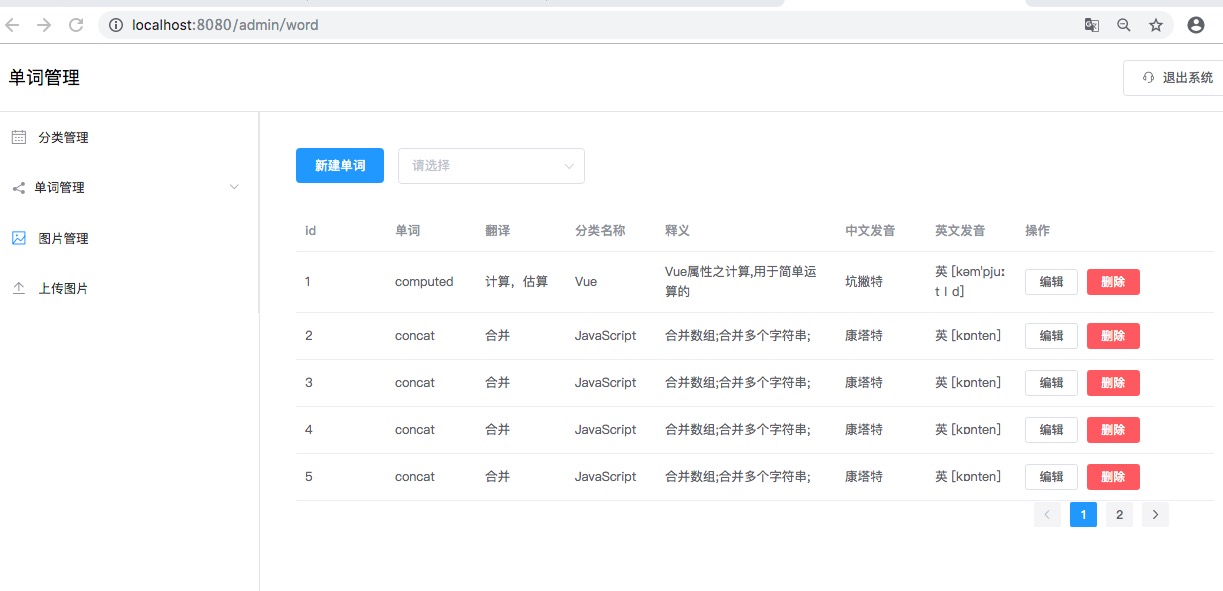 localhost:8080/admin/word
单词管理
退出系统
分类管理
单词管理
图片管理
上传图片
新建单词 请选择
id 单词 翻译 分类名称 释义 中文发音 英文发音 操作
1 computed 计算，估算 Vue Vue属性之计算,用于简单运 坑撇特 英 [kəm'pjuː 编辑 删除
算的 t ɪ d]
2 concat 合并 JavaScript 合并数组;合并多个字符串; 康塔特 英 [kɒnten] 编辑 删除
3 concat 合并 JavaScript 合并数组;合并多个字符串; 康塔特 英 [kɒnten] 编辑 删除
4 concat 合并 JavaScript 合并数组;合并多个字符串; 康塔特 英 [kɒnten] 编辑 删除
5 concat 合并 JavaScript 合并数组;合并多个字符串; 康塔特 英 [kɒnten] 编辑 删除
1 2